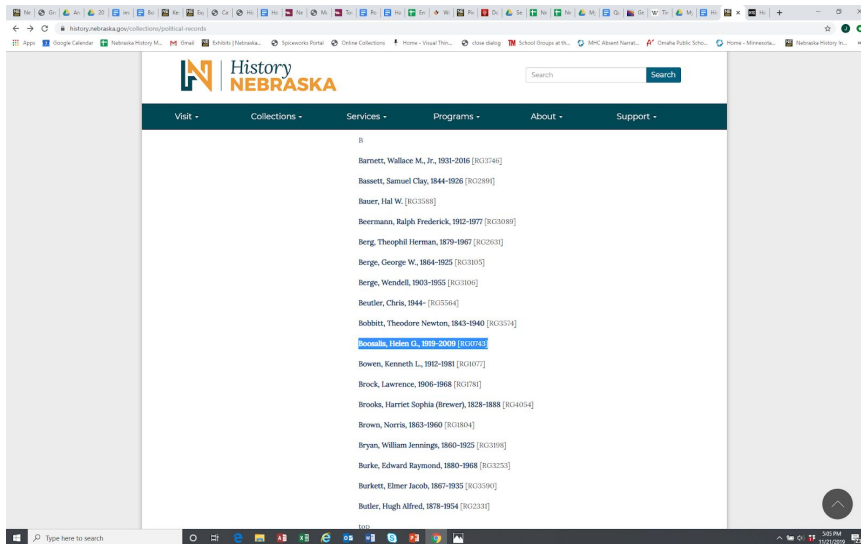 history.nebraska.gov/collections/political-records
Apps
Google Calendar
Nebraska History M...
Gmail
Exhibits | Nebraska...
Spiceworks Portal
Online Collections
Home - Visual Thin...
close dialog
School Groups at th...
MHC Absent Narrat...
Omaha Public Scho...
Home - Minnesota...
Nebraska History In...
History
NEBRASKA
Search
Search
Visit
Collections
Services
Programs
About
Support
B
Barnett, Wallace M., Jr., 1931-2016 [RG3746]
Bassett, Samuel Clay, 1844-1926 [RG2891]
Bauer, Hal W. [RG3588]
Beermann, Ralph Frederick, 1912-1977 [RG3089]
Berg, Theophil Herman, 1879-1967 [RG2631]
Berge, George W., 1864-1925 [RG3105]
Berge, Wendell, 1903-1955 [RG3106]
Beutler, Chris, 1944- [RG5564]
Bobbitt, Theodore Newton, 1843-1940 [RG3574]
Boosalis, Helen G., 1919-2009 [RG0743]
Bowen, Kenneth L., 1912-1981 [RG1077]
Brock, Lawrence, 1906-1968 [RG1781]
Brooks, Harriet Sophia (Brewer), 1828-1888 [RG4054]
Brown, Norris, 1863-1960 [RG1804]
Bryan, William Jennings, 1860-1925 [RG3198]
Burke, Edward Raymond, 1880-1968 [RG3253]
Burkett, Elmer Jacob, 1867-1935 [RG3590]
Butler, Hugh Alfred, 1878-1954 [RG2331]
top
Type here to search
5:05 PM
11/21/2019